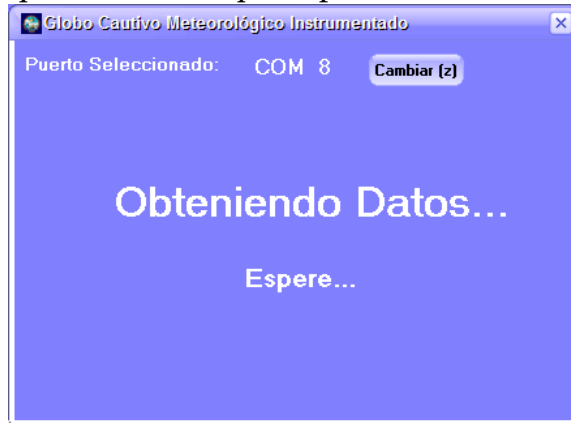 Globo Cautivo Meteorológico Instrumentado
Puerto Seleccionado: COM 8 Cambiar (z)
Obteniendo Datos...
Espere...